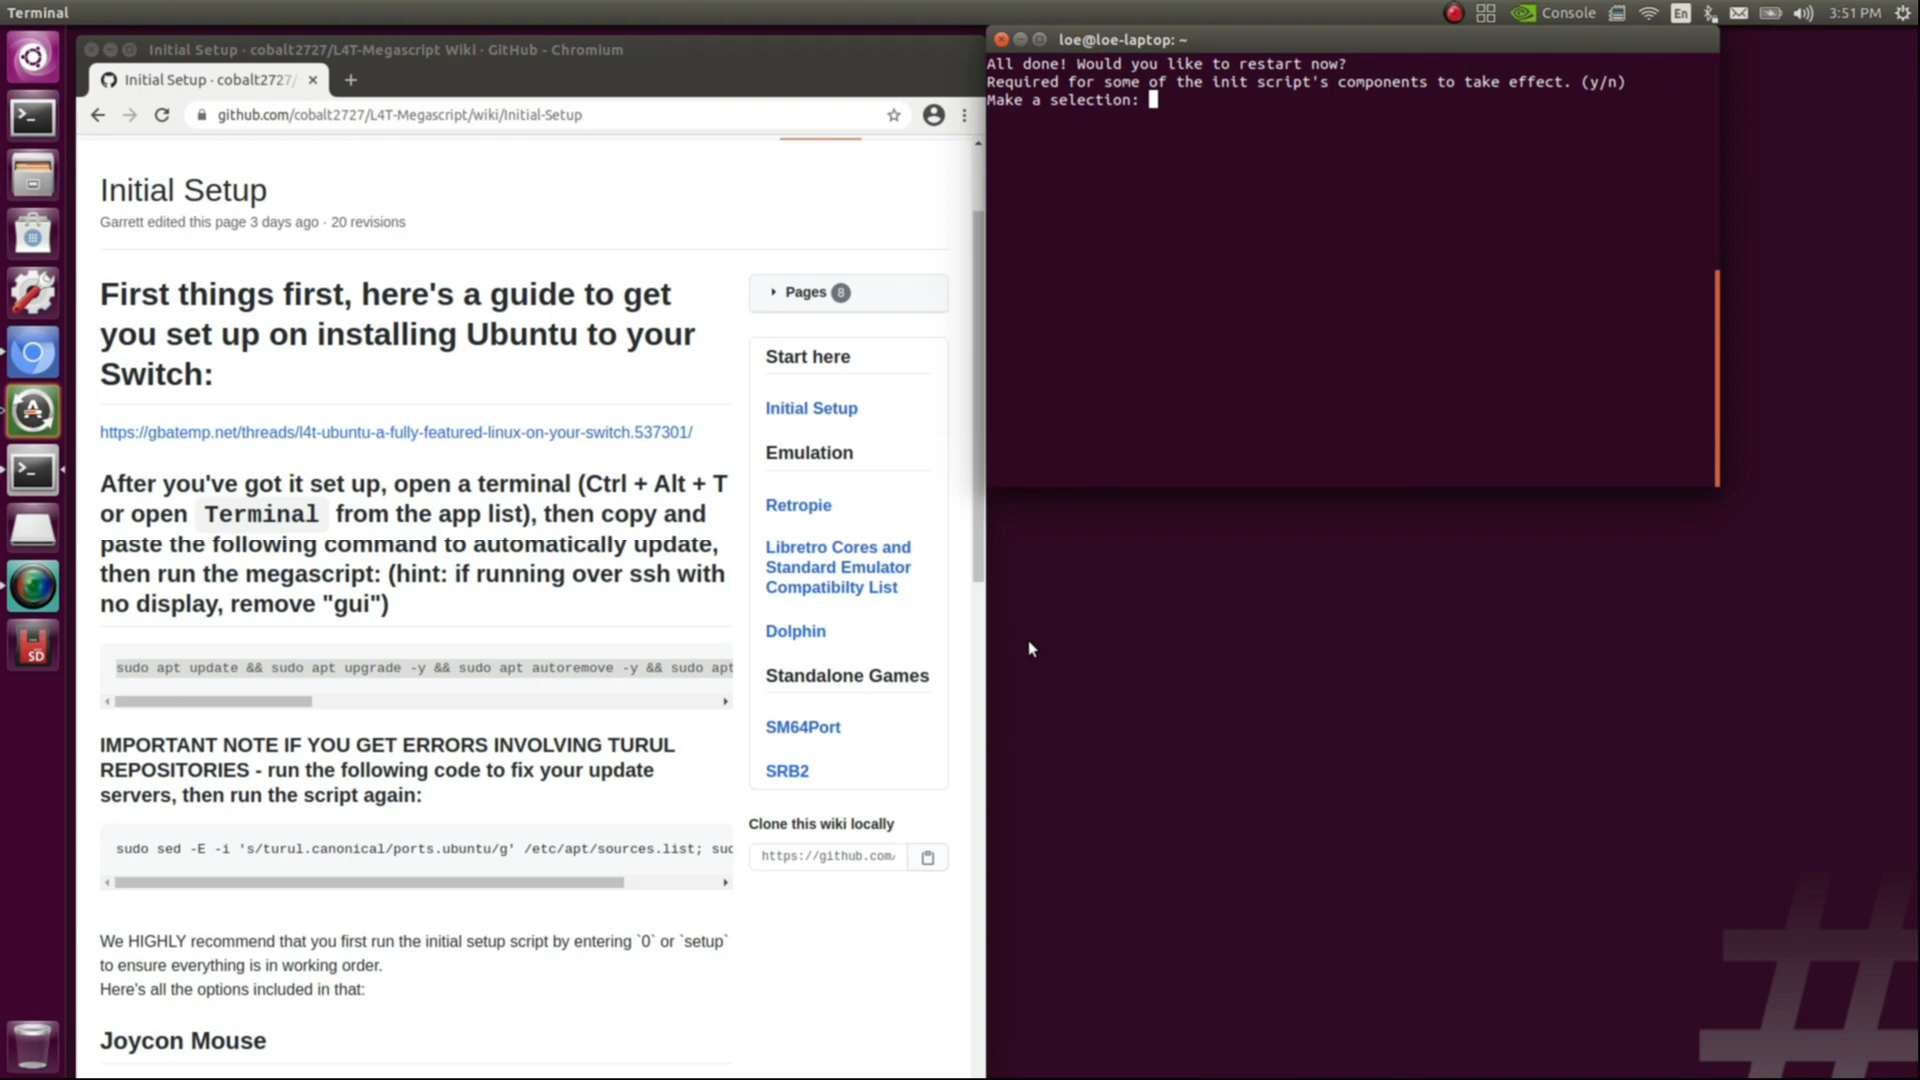 Terminal
Console
En
3:51 PM
Initial Setup · cobalt2727/L4T-Megascript Wiki · GitHub - Chromium
Initial Setup · cobalt2727/
github.com/cobalt2727/L4T-Megascript/wiki/Initial-Setup
Initial Setup
Garrett edited this page 3 days ago · 20 revisions
First things first, here's a guide to get
you set up on installing Ubuntu to your
Switch:
https://gbatemp.net/threads/l4t-ubuntu-a-fully-featured-linux-on-your-switch.537301/
After you've got it set up, open a terminal (Ctrl + Alt + T
or open Terminal from the app list), then copy and
paste the following command to automatically update,
then run the megascript: (hint: if running over ssh with
no display, remove "gui")
sudo apt update && sudo apt upgrade -y && sudo apt autoremove -y && sudo apt
IMPORTANT NOTE IF YOU GET ERRORS INVOLVING TURUL
REPOSITORIES - run the following code to fix your update
servers, then run the script again:
sudo sed -E -i 's/turul.canonical/ports.ubuntu/g' /etc/apt/sources.list; suc
We HIGHLY recommend that you first run the initial setup script by entering `0` or `setup`
to ensure everything is in working order.
Here's all the options included in that:
Joycon Mouse
Pages 8
Start here
Initial Setup
Emulation
Retropie
Libretro Cores and
Standard Emulator
Compatibilty List
Dolphin
Standalone Games
SM64Port
SRB2
Clone this wiki locally
https://github.com/
loe@loe-laptop: ~
All done! Would you like to restart now?
Required for some of the init script's components to take effect. (y/n)
Make a selection:
SD
#